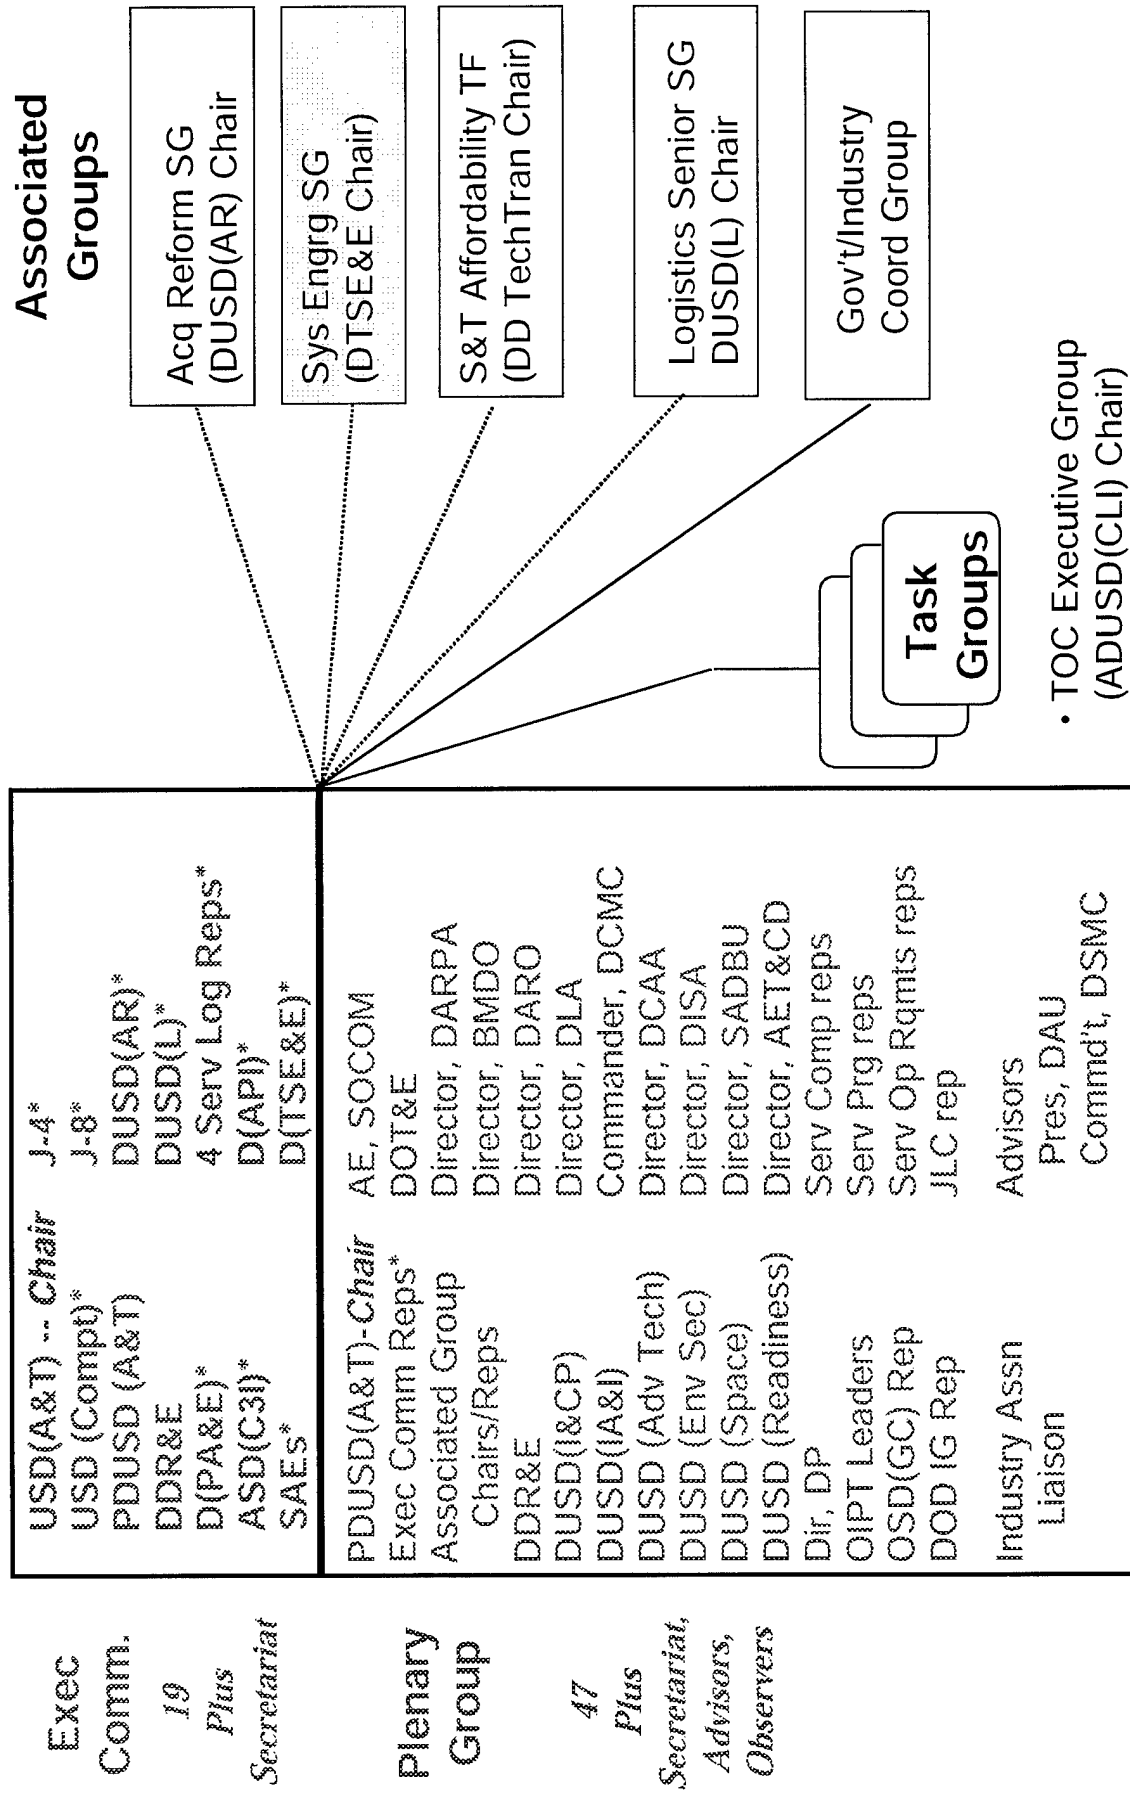 Exec
Comm.
19
Plus
Secretariat
USD(A&T) -- Chair
USD (Compt)*
PDUSD (A&T)
DDR&E
D(PA&E)*
ASD(C3I)*
SAEs*
J-4*
J-8*
DUSD(AR)*
DUSD(L)*
4 Serv Log Reps*
D(API)*
D(TSE&E)*
Plenary
Group
47
Plus
Secretariat,
Advisors,
Observers
PDUSD(A&T)-Chair
Exec Comm Reps*
Associated Group
Chairs/Reps
DDR&E
DUSD(I&CP)
DUSD(IA&I)
DUSD (Adv Tech)
DUSD (Env Sec)
DUSD (Space)
DUSD (Readiness)
Dir, DP
OIPT Leaders
OSD(GC) Rep
DOD IG Rep
Industry Assn
Liaison
AE, SOCOM
DOT&E
Director, DARPA
Director, BMDO
Director, DARO
Director, DLA
Commander, DCMC
Director, DCAA
Director, DISA
Director, SADBU
Director, AET&CD
Serv Comp reps
Serv Prg reps
Serv Op Rqmts reps
JLC rep
Advisors
Pres, DAU
Commd't, DSMC
Associated
Groups
Acq Reform SG
(DUSD(AR) Chair
Sys Engrg SG
(DTSE&E Chair)
S&T Affordability TF
(DD TechTran Chair)
Logistics Senior SG
DUSD(L) Chair
Gov't/Industry
Coord Group
Task
Groups
• TOC Executive Group
(ADUSD(CLI) Chair)